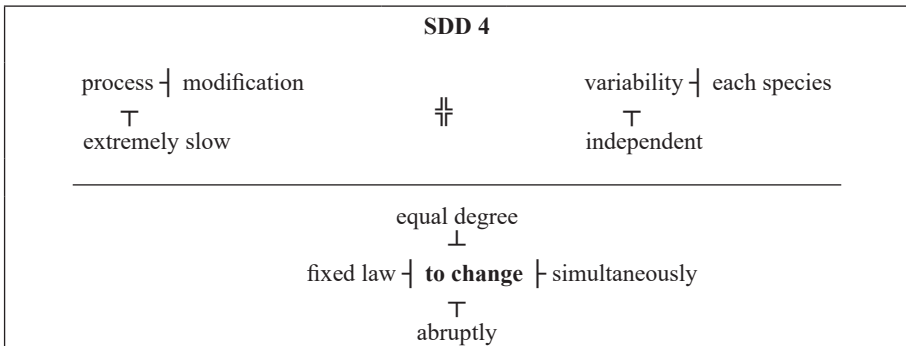 SDD 4
process ┤ modification
variability ┤ each species
┬
╬
┬
extremely slow
independent
equal degree
┴
fixed law ┤ to change ├ simultaneously
┬
abruptly